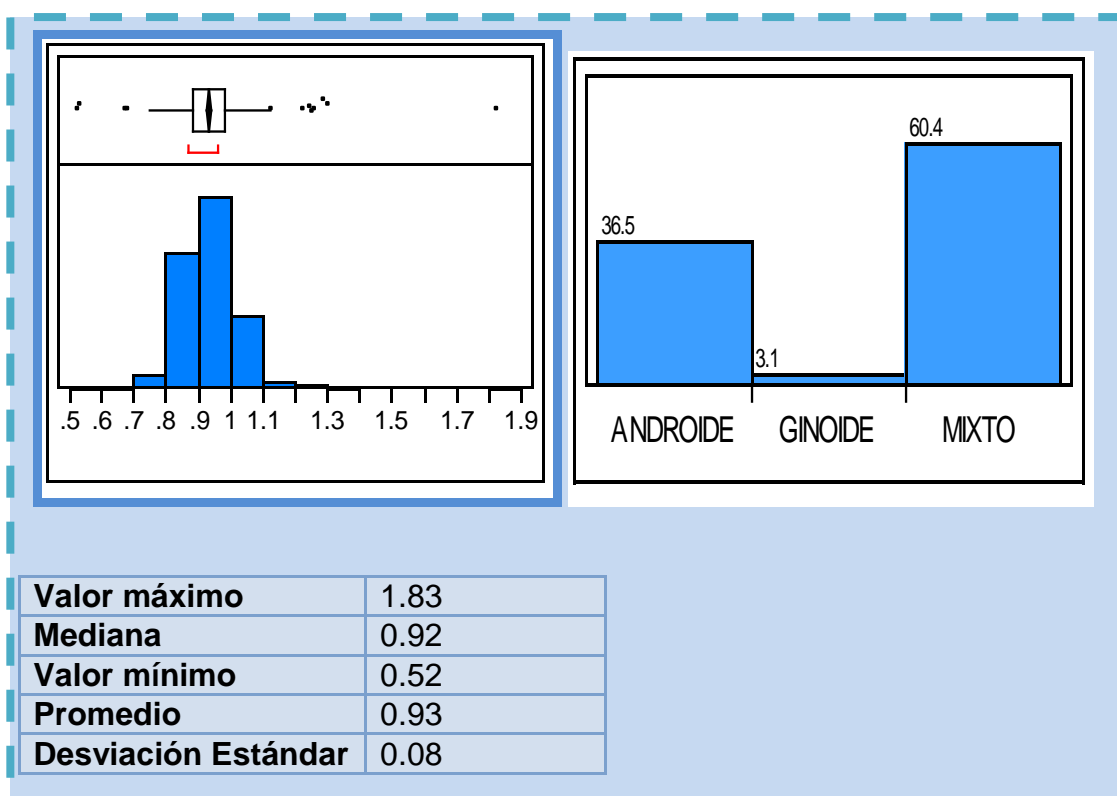 .5 .6 .7 .8 .9 1 1.1 1.3 1.5 1.7 1.9
60.4
36.5
3.1
ANDROIDE GINOIDE MIXTO
Valor máximo 1.83
Mediana 0.92
Valor mínimo 0.52
Promedio 0.93
Desviación Estándar 0.08